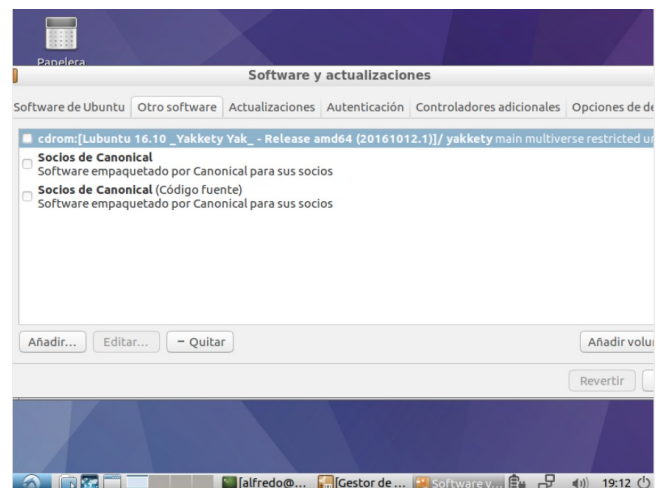 Papelera
Software y actualizaciones
Software de Ubuntu Otro software Actualizaciones Autenticación Controladores adicionales Opciones de de
cdrom:[Lubuntu 16.10 _Yakkety Yak_ - Release amd64 (20161012.1)]/ yakkety main multiverse restricted un
Socios de Canonical
Software empaquetado por Canonical para sus socios
Socios de Canonical (Código fuente)
Software empaquetado por Canonical para sus socios
Añadir... Editar... − Quitar Añadir volu
Revertir
[alfredo@... [Gestor de ... Software y... 19:12